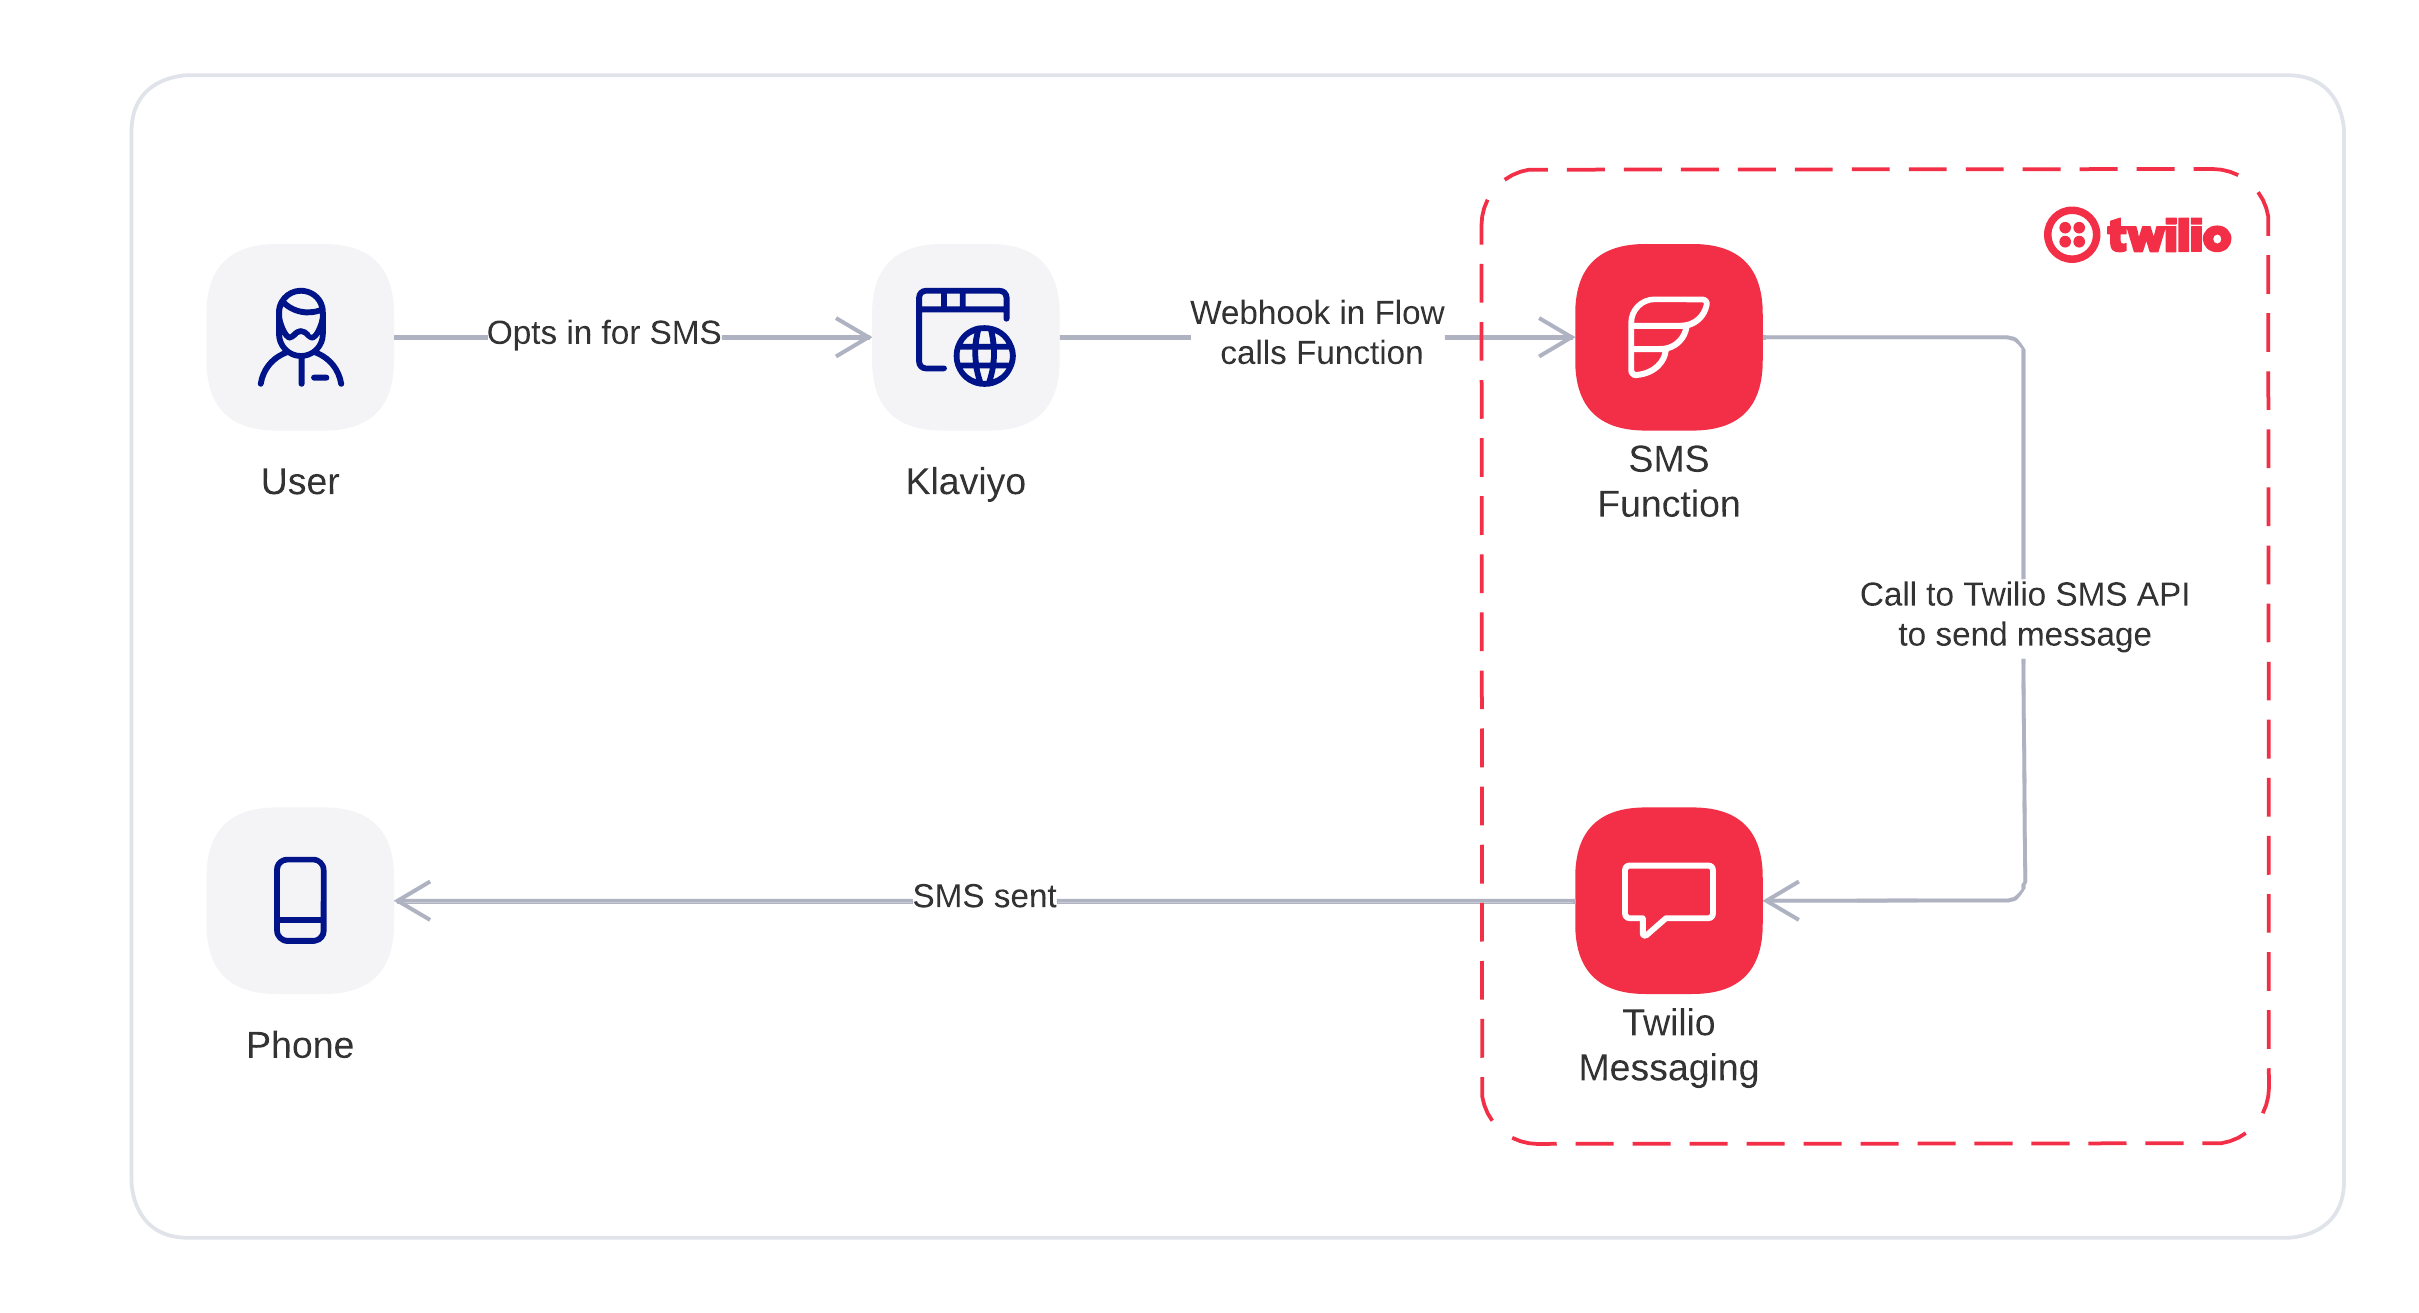 twilio
Opts in for SMS
Webhook in Flow
calls Function
User
Klaviyo
SMS
Function
Call to Twilio SMS API
to send message
SMS sent
Phone
Twilio
Messaging